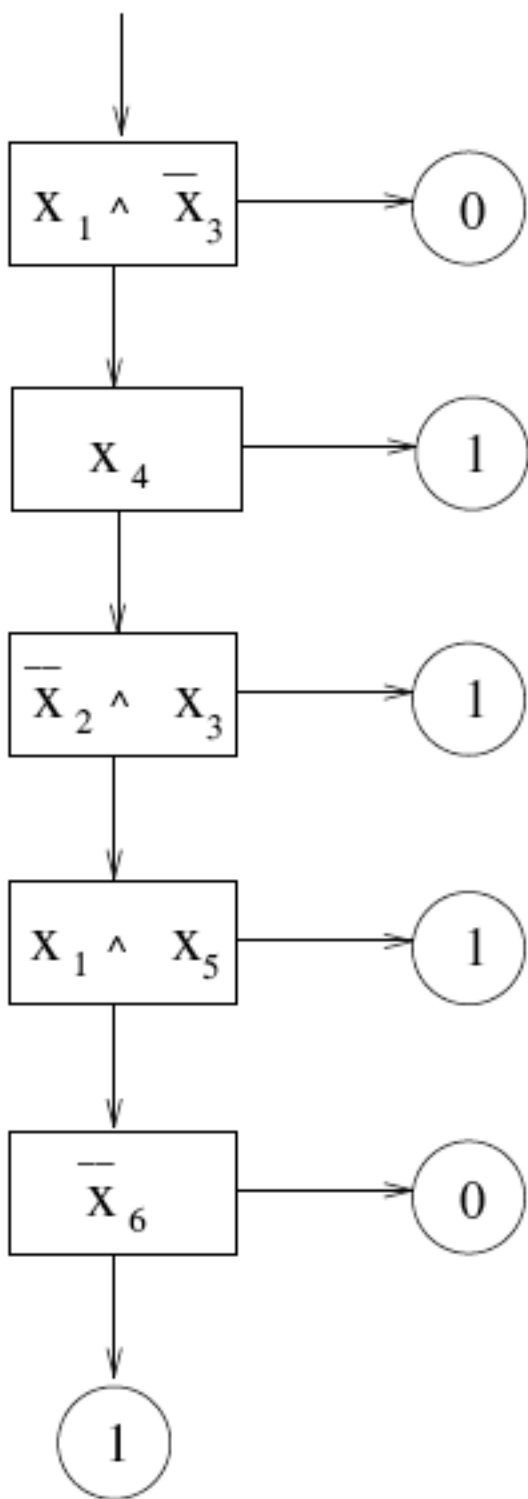 X₁ ^ X̅₃ 0
X₄ 1
X̅₂ ^ X₃ 1
X₁ ^ X₅ 1
X̅₆ 0
1